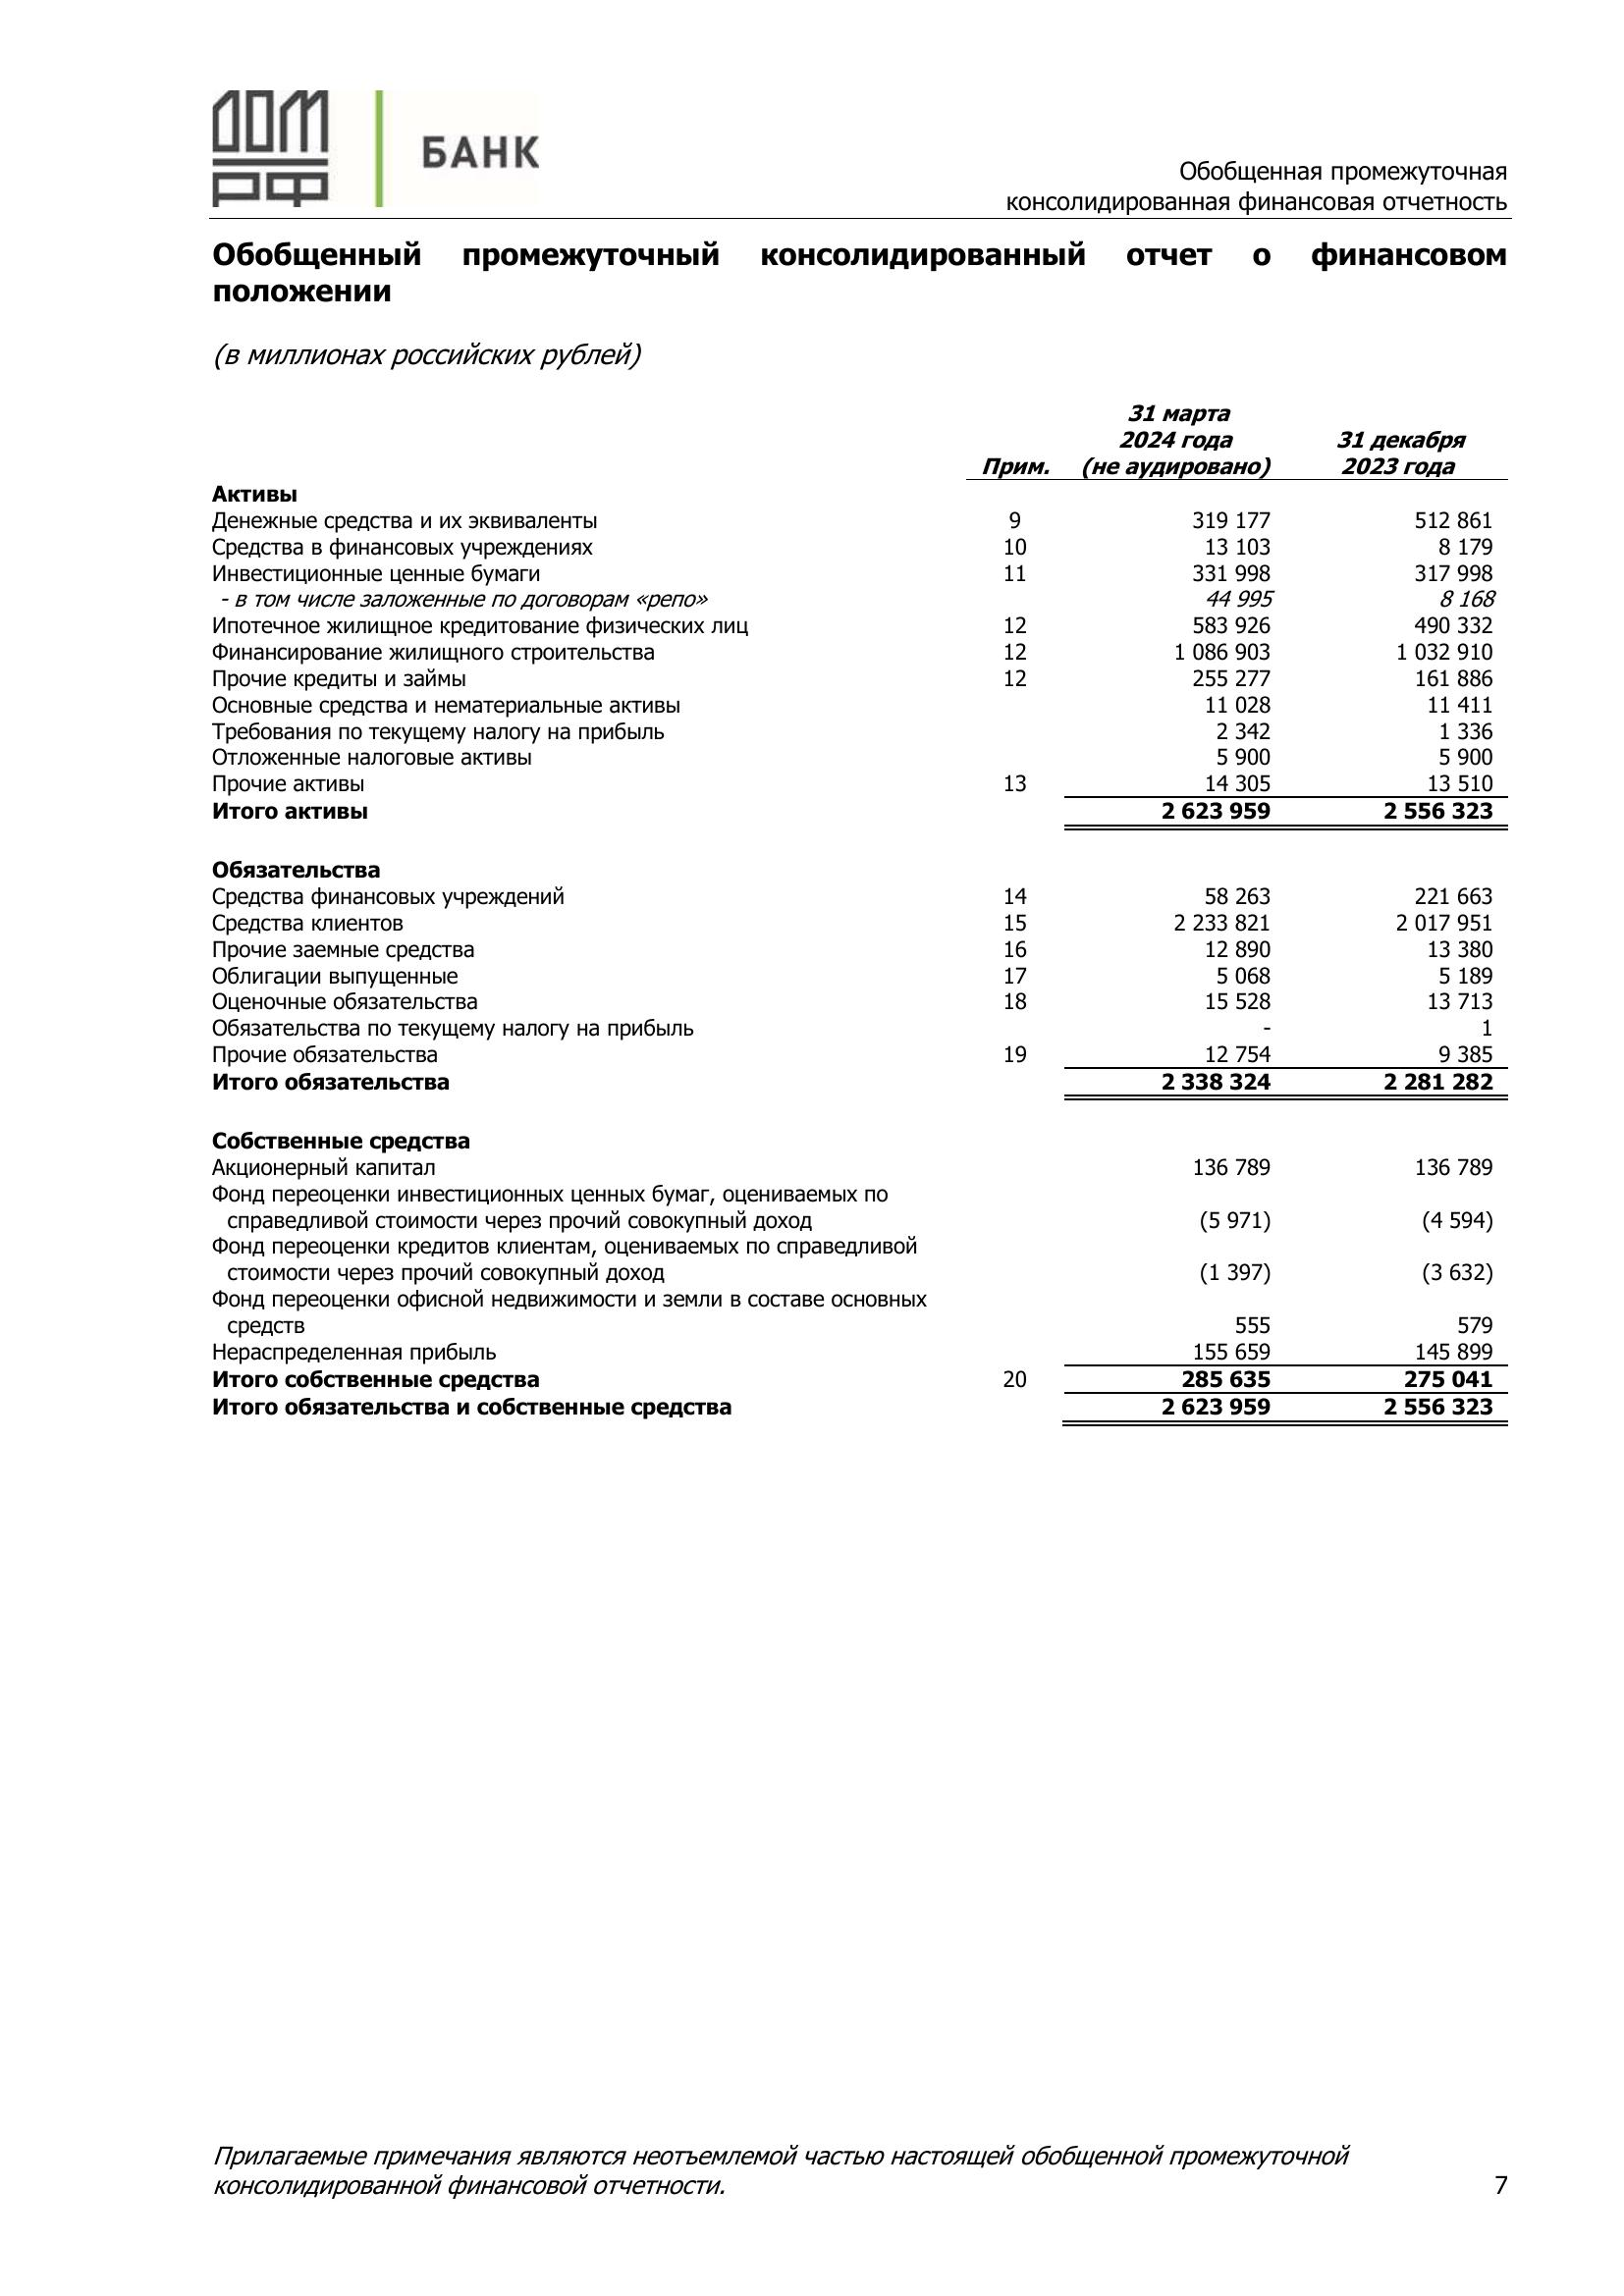 ДОМ
РФ
БАНК
Обобщенная промежуточная
консолидированная финансовая отчетность
Обобщенный промежуточный консолидированный отчет о финансовом
положении
(в миллионах российских рублей)
31 марта
2024 года 31 декабря
Прим. (не аудировано) 2023 года
Активы
Денежные средства и их эквиваленты 9 319 177 512 861
Средства в финансовых учреждениях 10 13 103 8 179
Инвестиционные ценные бумаги 11 331 998 317 998
- в том числе заложенные по договорам «репо» 44 995 8 168
Ипотечное жилищное кредитование физических лиц 12 583 926 490 332
Финансирование жилищного строительства 12 1 086 903 1 032 910
Прочие кредиты и займы 12 255 277 161 886
Основные средства и нематериальные активы 11 028 11 411
Требования по текущему налогу на прибыль 2 342 1 336
Отложенные налоговые активы 5 900 5 900
Прочие активы 13 14 305 13 510
Итого активы 2 623 959 2 556 323
Обязательства
Средства финансовых учреждений 14 58 263 221 663
Средства клиентов 15 2 233 821 2 017 951
Прочие заемные средства 16 12 890 13 380
Облигации выпущенные 17 5 068 5 189
Оценочные обязательства 18 15 528 13 713
Обязательства по текущему налогу на прибыль - 1
Прочие обязательства 19 12 754 9 385
Итого обязательства 2 338 324 2 281 282
Собственные средства
Акционерный капитал 136 789 136 789
Фонд переоценки инвестиционных ценных бумаг, оцениваемых по
справедливой стоимости через прочий совокупный доход (5 971) (4 594)
Фонд переоценки кредитов клиентам, оцениваемых по справедливой
стоимости через прочий совокупный доход (1 397) (3 632)
Фонд переоценки офисной недвижимости и земли в составе основных
средств 555 579
Нераспределенная прибыль 155 659 145 899
Итого собственные средства 20 285 635 275 041
Итого обязательства и собственные средства 2 623 959 2 556 323
Прилагаемые примечания являются неотъемлемой частью настоящей обобщенной промежуточной
консолидированной финансовой отчетности. 7